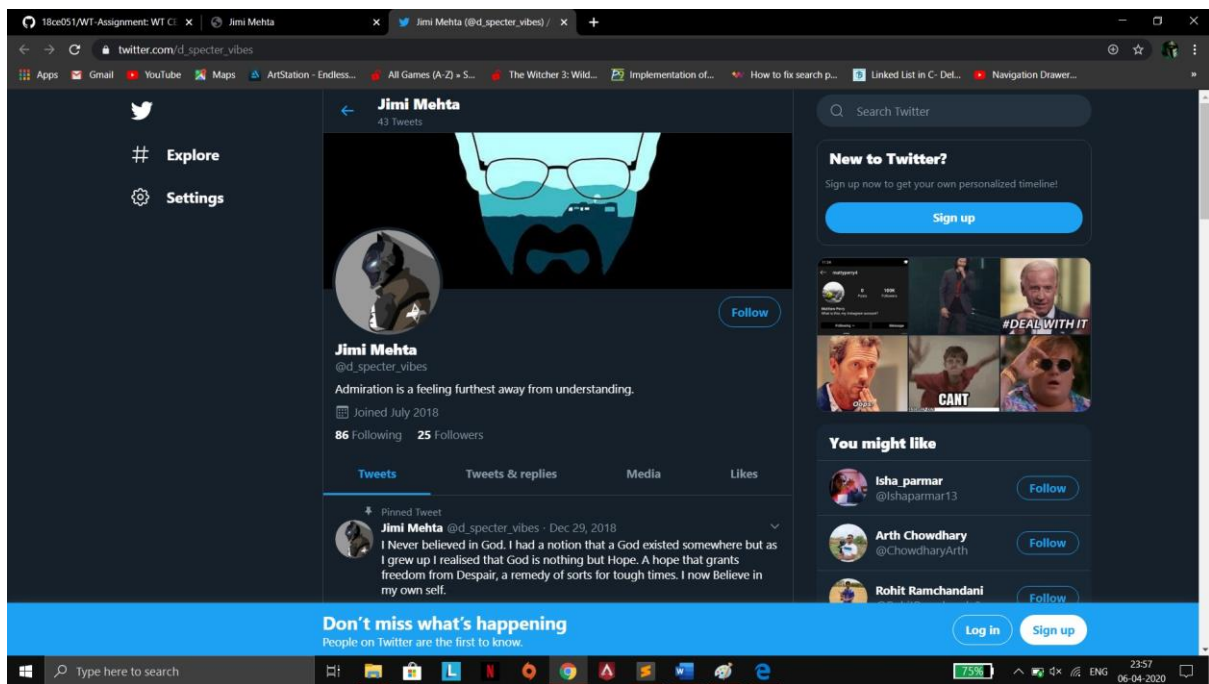 18ce051/WT-Assignment: WT CE
Jimi Mehta
Jimi Mehta (@d_specter_vibes) /
twitter.com/d_specter_vibes
Apps
Gmail
YouTube
Maps
ArtStation - Endless...
All Games (A-Z) » S...
The Witcher 3: Wild...
Implementation of...
How to fix search p...
Linked List in C- Del...
Navigation Drawer...
Explore
Settings
Jimi Mehta
43 Tweets
Follow
Jimi Mehta
@d_specter_vibes
Admiration is a feeling furthest away from understanding.
Joined July 2018
86 Following 25 Followers
Tweets Tweets & replies Media Likes
Pinned Tweet
Jimi Mehta @d_specter_vibes · Dec 29, 2018
I Never believed in God. I had a notion that a God existed somewhere but as
I grew up I realised that God is nothing but Hope. A hope that grants
freedom from Despair, a remedy of sorts for tough times. I now Believe in
my own self.
Search Twitter
New to Twitter?
Sign up now to get your own personalized timeline!
Sign up
#DEALWITHIT
Oops.
CANT
You might like
Isha_parmar
@Ishaparmar13
Follow
Arth Chowdhary
@ChowdharyArth
Follow
Rohit Ramchandani
Follow
Don't miss what's happening
People on Twitter are the first to know.
Log in
Sign up
Type here to search
75%
ENG
23:57
06-04-2020